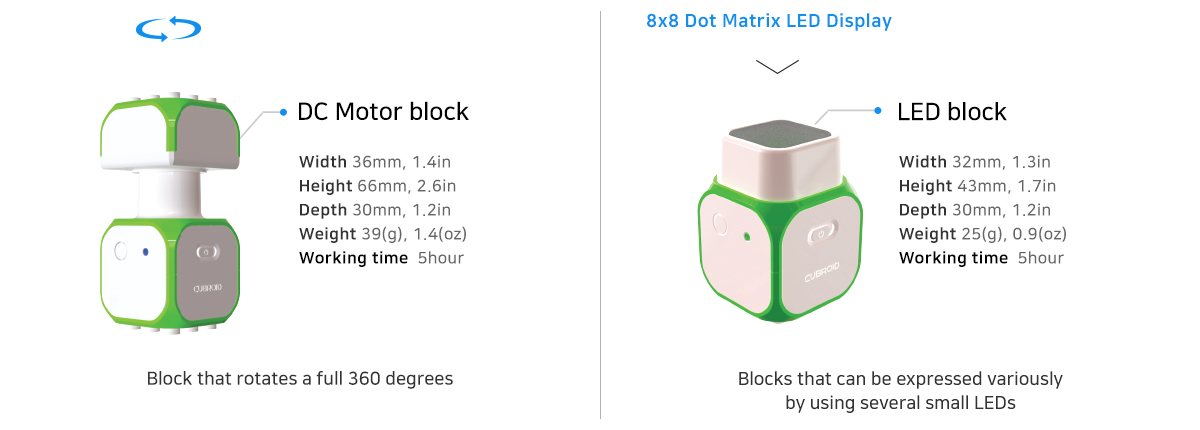 DC Motor block
Width 36mm, 1.4in
Height 66mm, 2.6in
Depth 30mm, 1.2in
Weight 39(g), 1.4(oz)
Working time 5hour
CUBROID
Block that rotates a full 360 degrees
8x8 Dot Matrix LED Display
LED block
Width 32mm, 1.3in
Height 43mm, 1.7in
Depth 30mm, 1.2in
Weight 25(g), 0.9(oz)
Working time 5hour
CUBROID
Blocks that can be expressed variously
by using several small LEDs